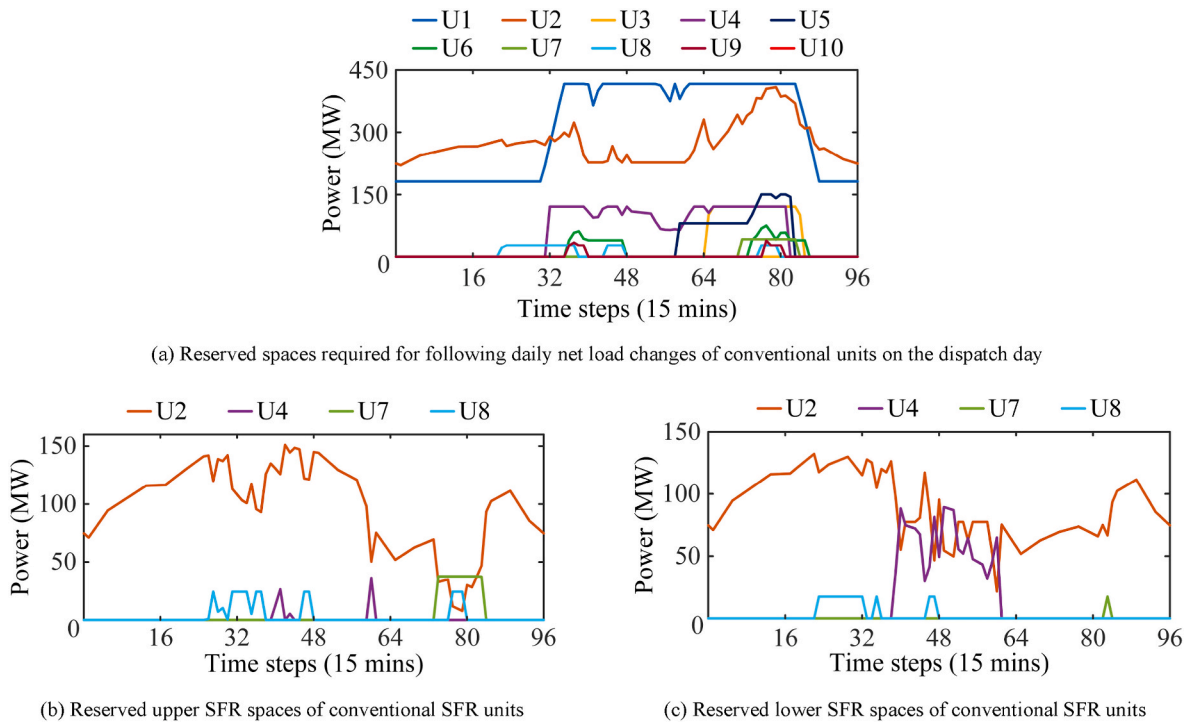 U1 U2 U3 U4 U5
U6 U7 U8 U9 U10
450
300
150
0
Power (MW)
16 32 48 64 80 96
Time steps (15 mins)
(a) Reserved spaces required for following daily net load changes of conventional units on the dispatch day
U2 U4 U7 U8
150
100
50
0
Power (MW)
16 32 48 64 80 96
Time steps (15 mins)
(b) Reserved upper SFR spaces of conventional SFR units
U2 U4 U7 U8
150
100
50
0
Power (MW)
16 32 48 64 80 96
Time steps (15 mins)
(c) Reserved lower SFR spaces of conventional SFR units